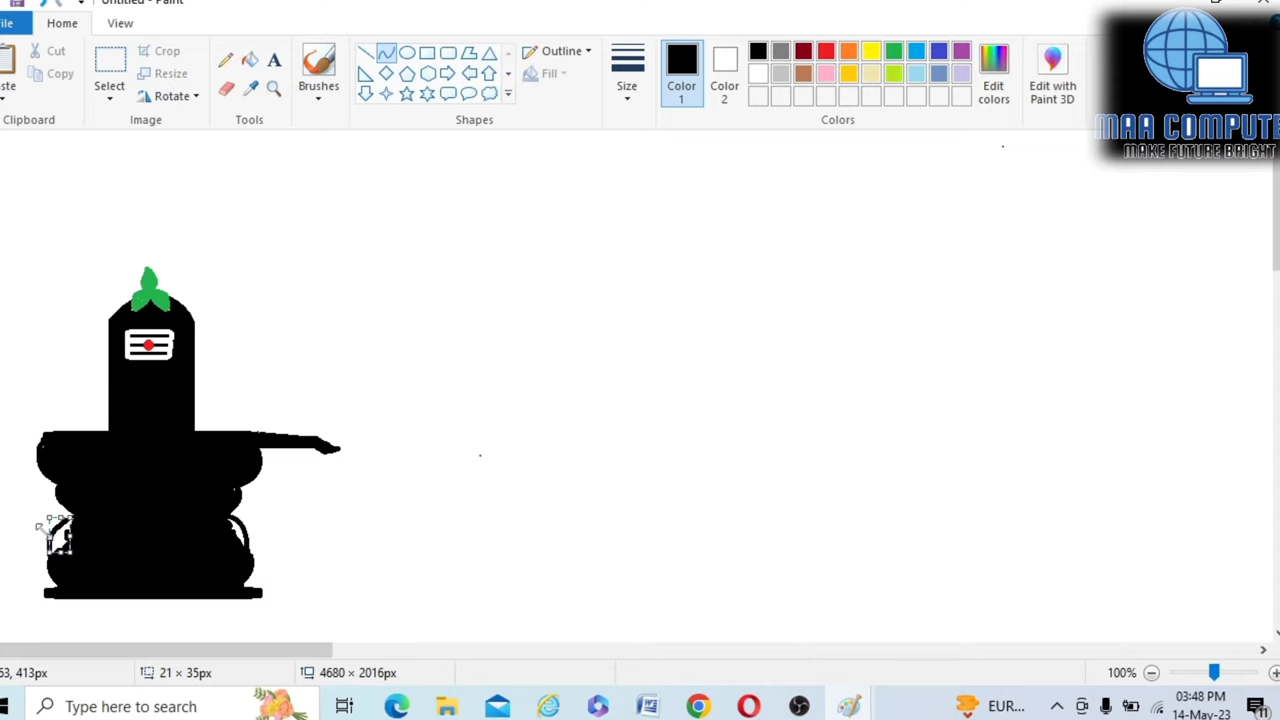 Untitled - Paint
File Home View
Cut
Copy
Clipboard
Select
Crop
Resize
Rotate
Image
Tools
Brushes
Shapes
Outline
Fill
Size
Color 1
Color 2
Colors
Edit colors
Edit with Paint 3D
MAA COMPUTE
MAKE FUTURE BRIGHT
53, 413px 21 × 35px 4680 × 2016px 100%
Type here to search
EUR...
03:48 PM
14-May-23